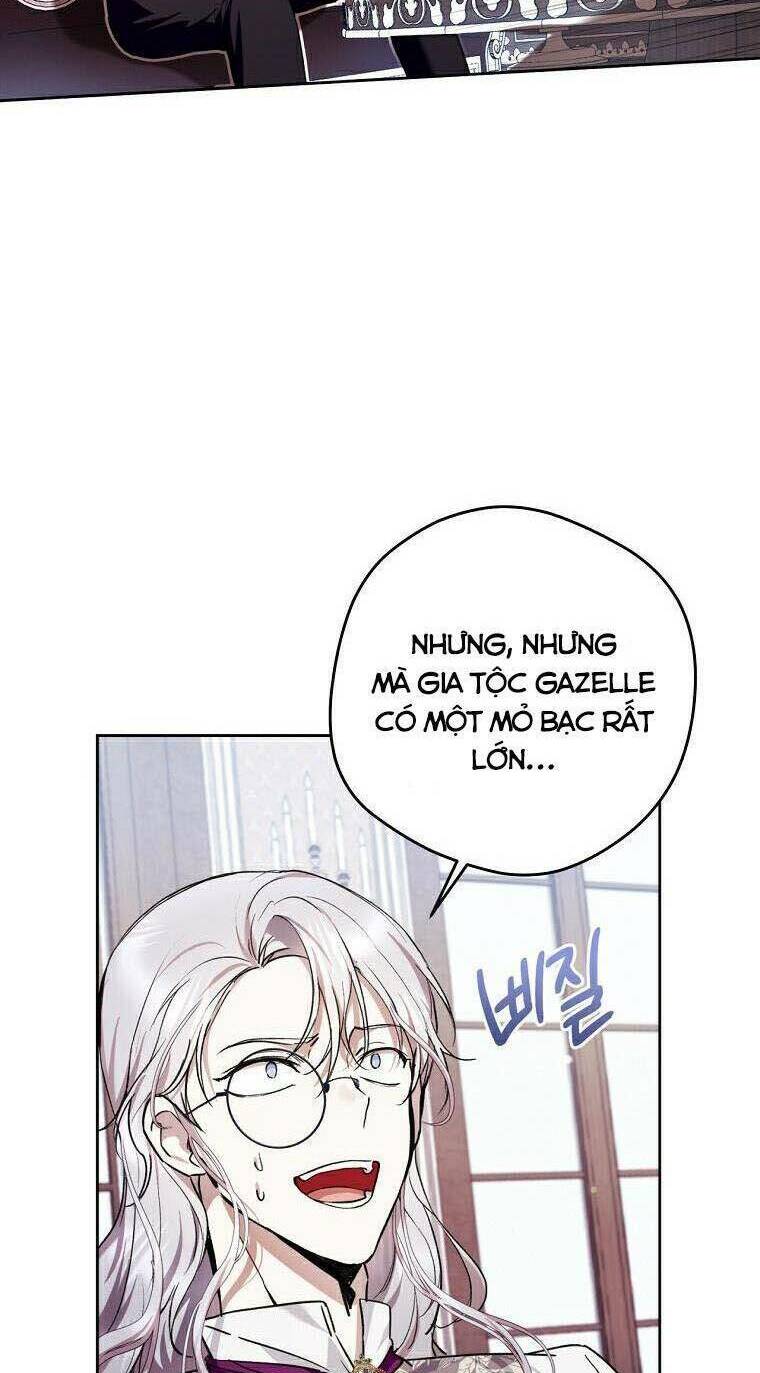 NHƯNG, NHƯNG
MÀ GIA TỘC GAZELLE
CÓ MỘT MỎ BẠC RẤT
LỚN...
삐질